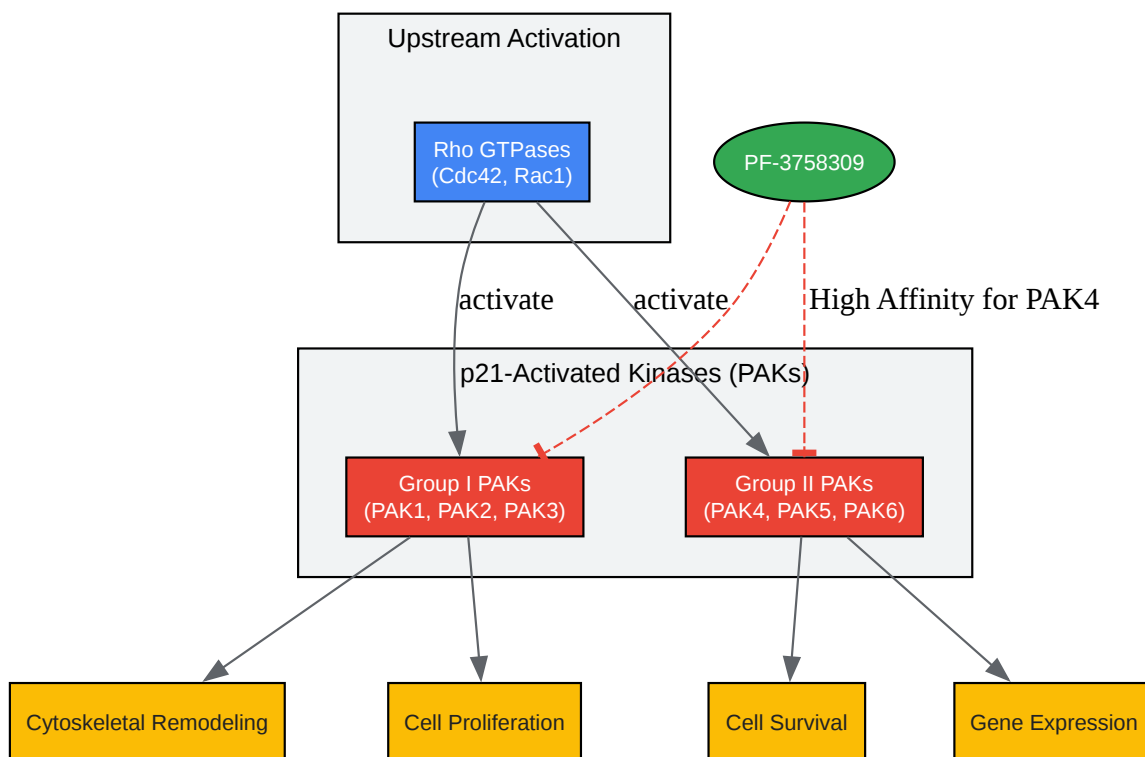 Upstream Activation
Rho GTPases
(Cdc42, Rac1)
PF-3758309
activate
activate
High Affinity for PAK4
p21-Activated Kinases (PAKs)
Group I PAKs
(PAK1, PAK2, PAK3)
Group II PAKs
(PAK4, PAK5, PAK6)
Cytoskeletal Remodeling
Cell Proliferation
Cell Survival
Gene Expression